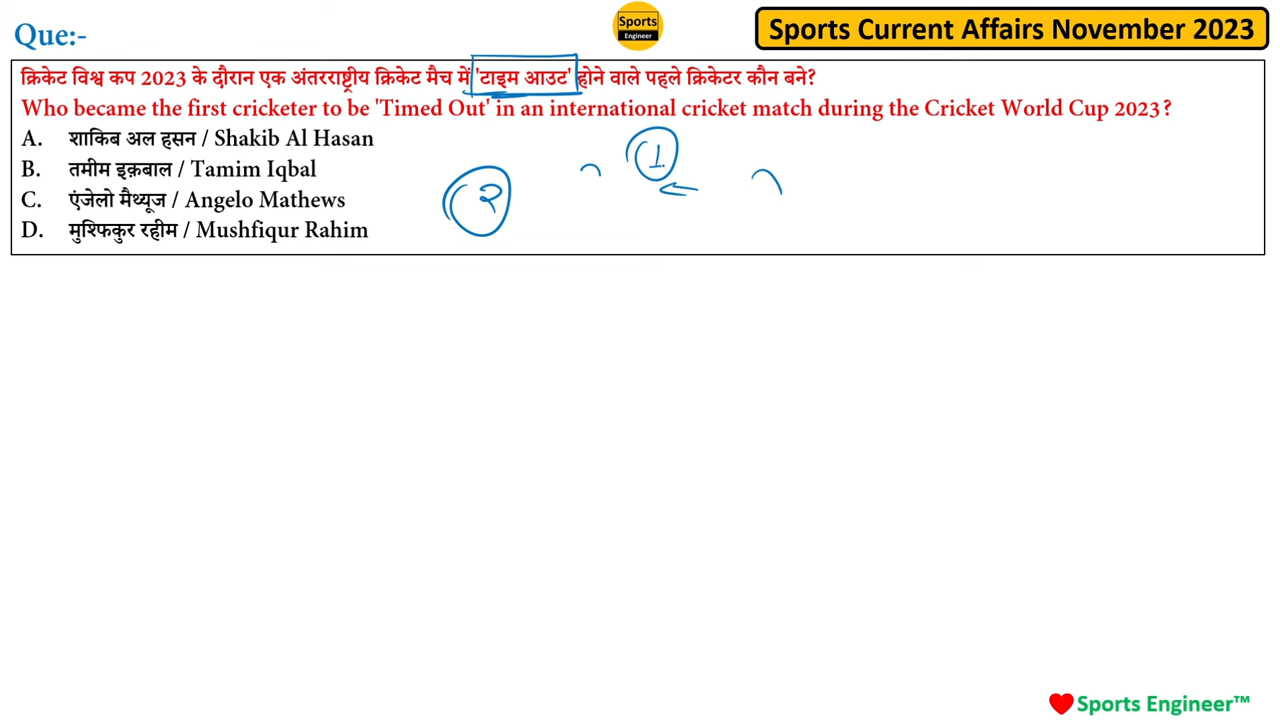 Que:-
Sports
Engineer
Sports Current Affairs November 2023
क्रिकेट विश्व कप 2023 के दौरान एक अंतरराष्ट्रीय क्रिकेट मैच में 'टाइम आउट' होने वाले पहले क्रिकेटर कौन बने?
Who became the first cricketer to be 'Timed Out' in an international cricket match during the Cricket World Cup 2023?
A. शाकिब अल हसन / Shakib Al Hasan
B. तमीम इक़बाल / Tamim Iqbal
C. एंजेलो मैथ्यूज / Angelo Mathews
D. मुश्फिकुर रहीम / Mushfiqur Rahim
1
२
Sports Engineer™